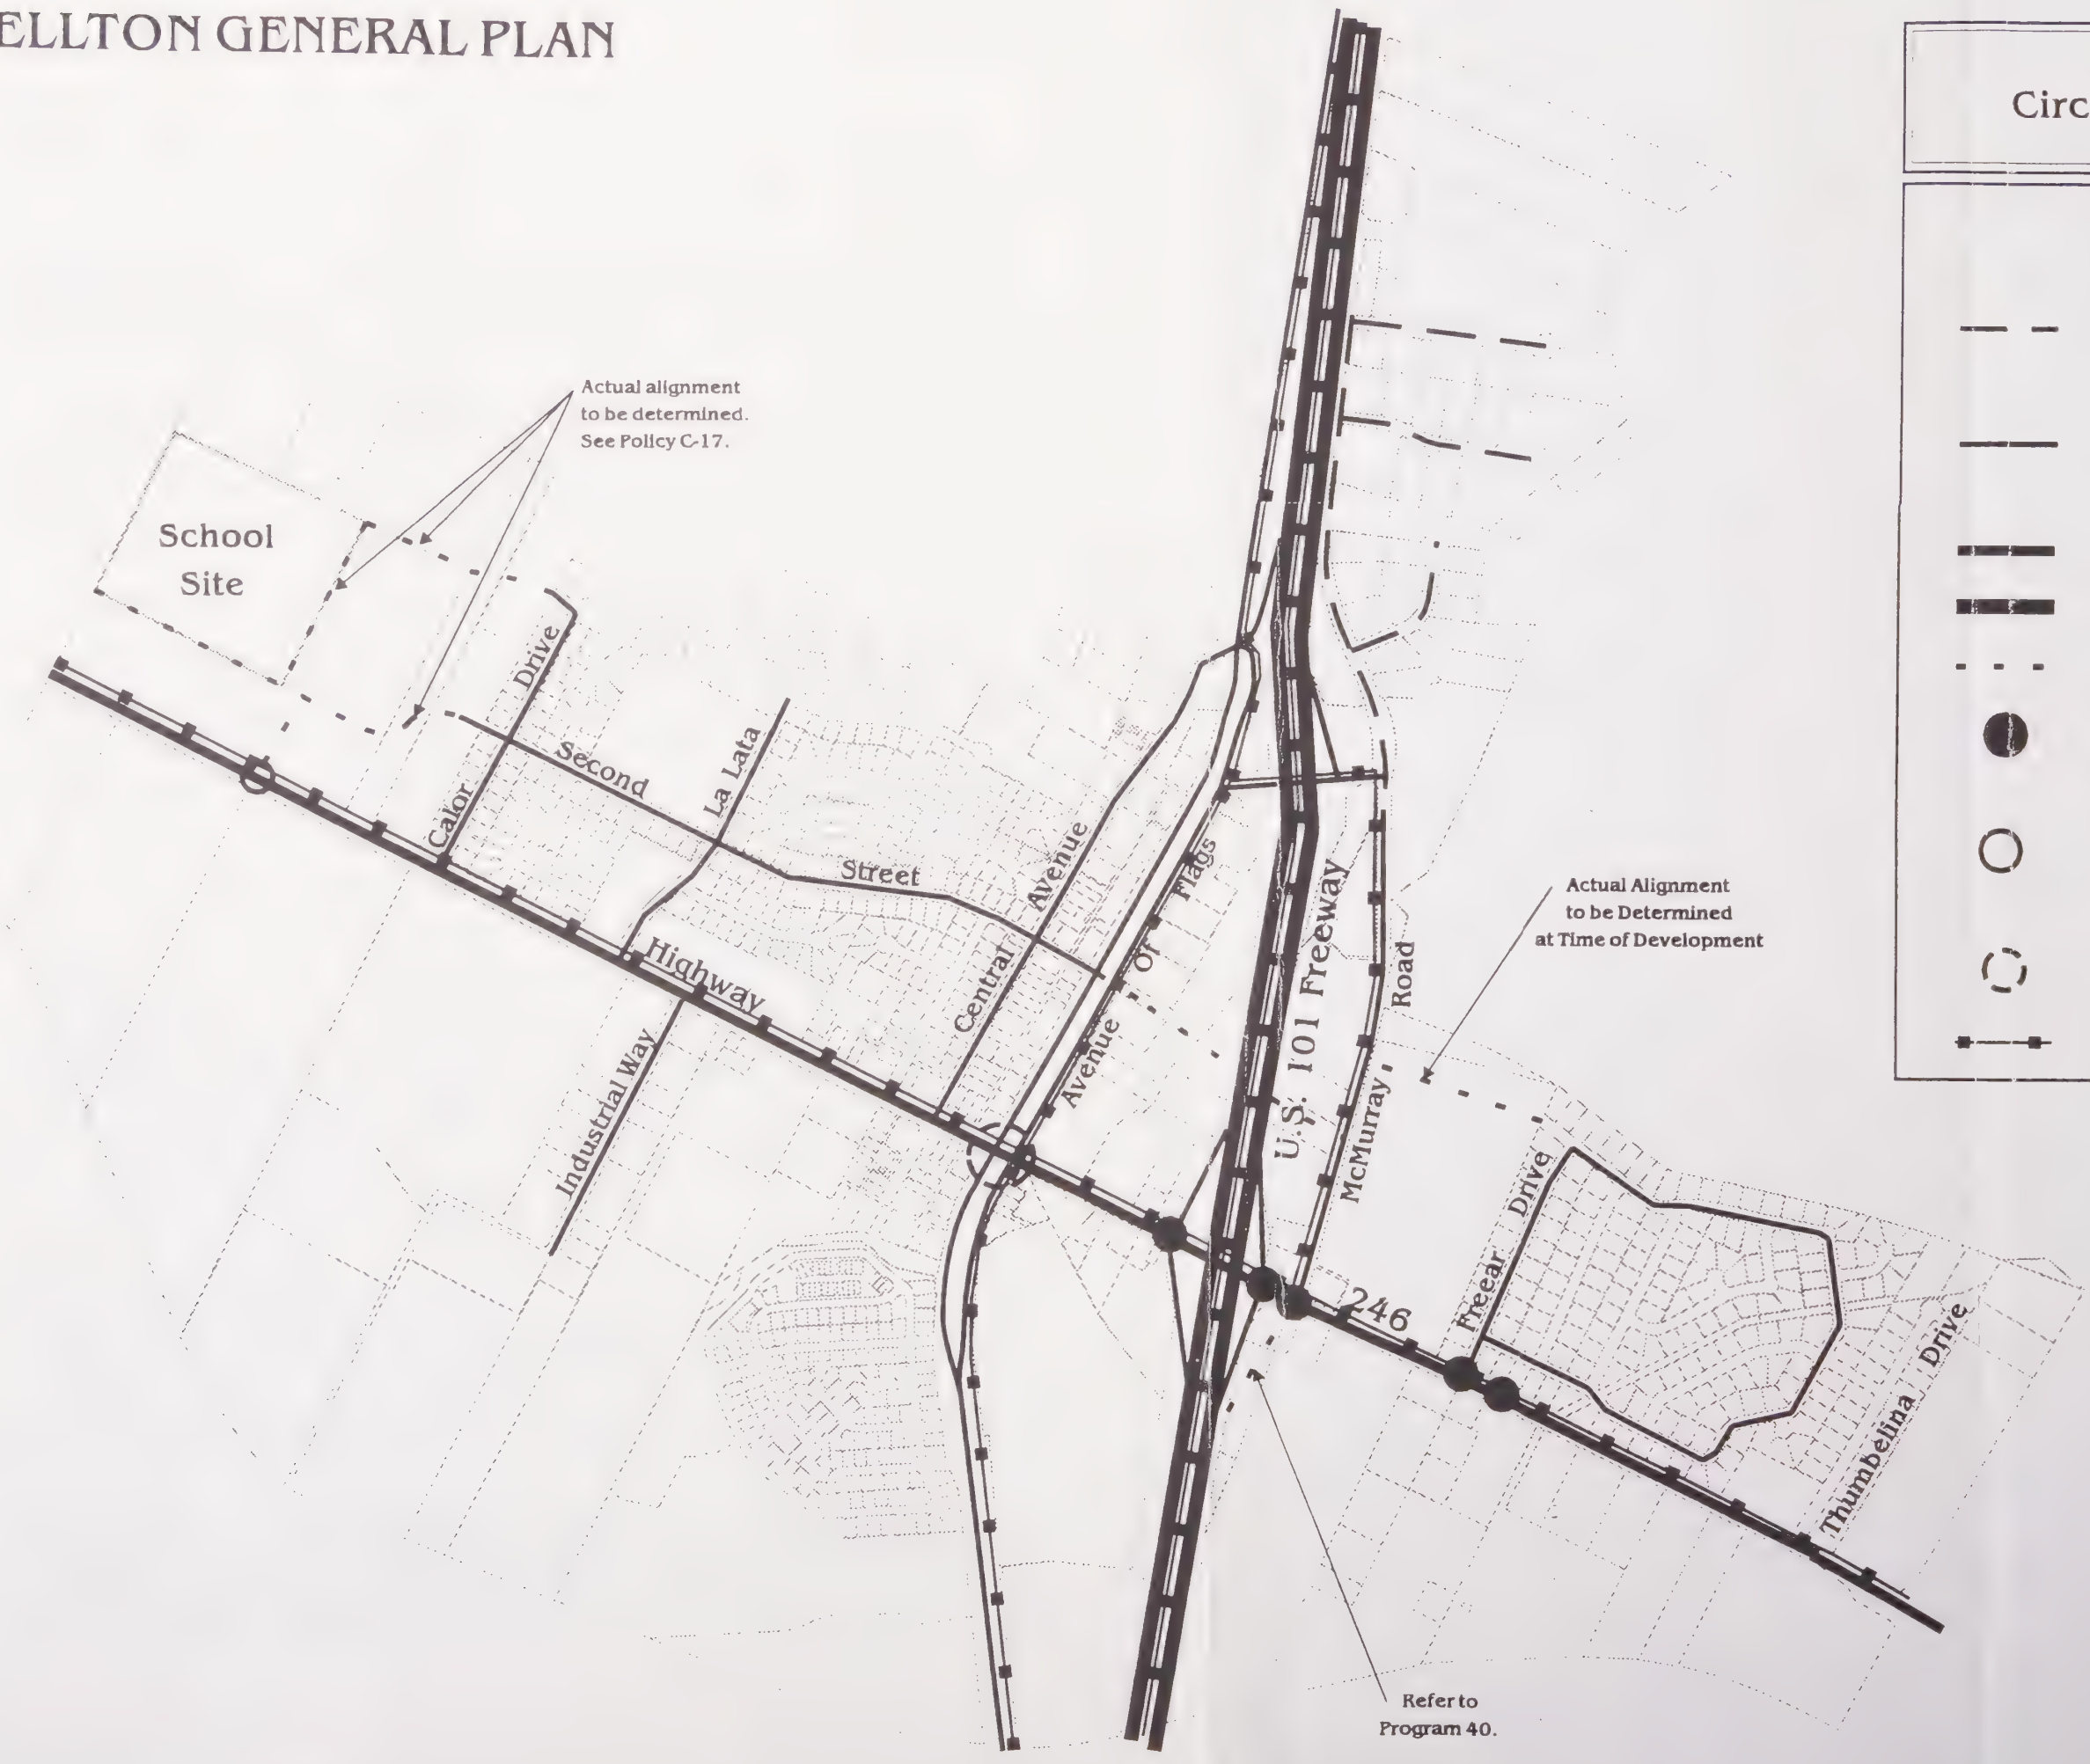 ELLTON GENERAL PLAN
Circ
Actual alignment
to be determined.
See Policy C-17.
School
Site
Drive
Calor
Second
Street
La Lata
Highway
Industrial Way
Central
Avenue
Avenue Of Flags
U.S. 101 Freeway
McMurray
Road
Actual Alignment
to be Determined
at Time of Development
246
Freear Drive
Thumbelina Drive
Refer to
Program 40.